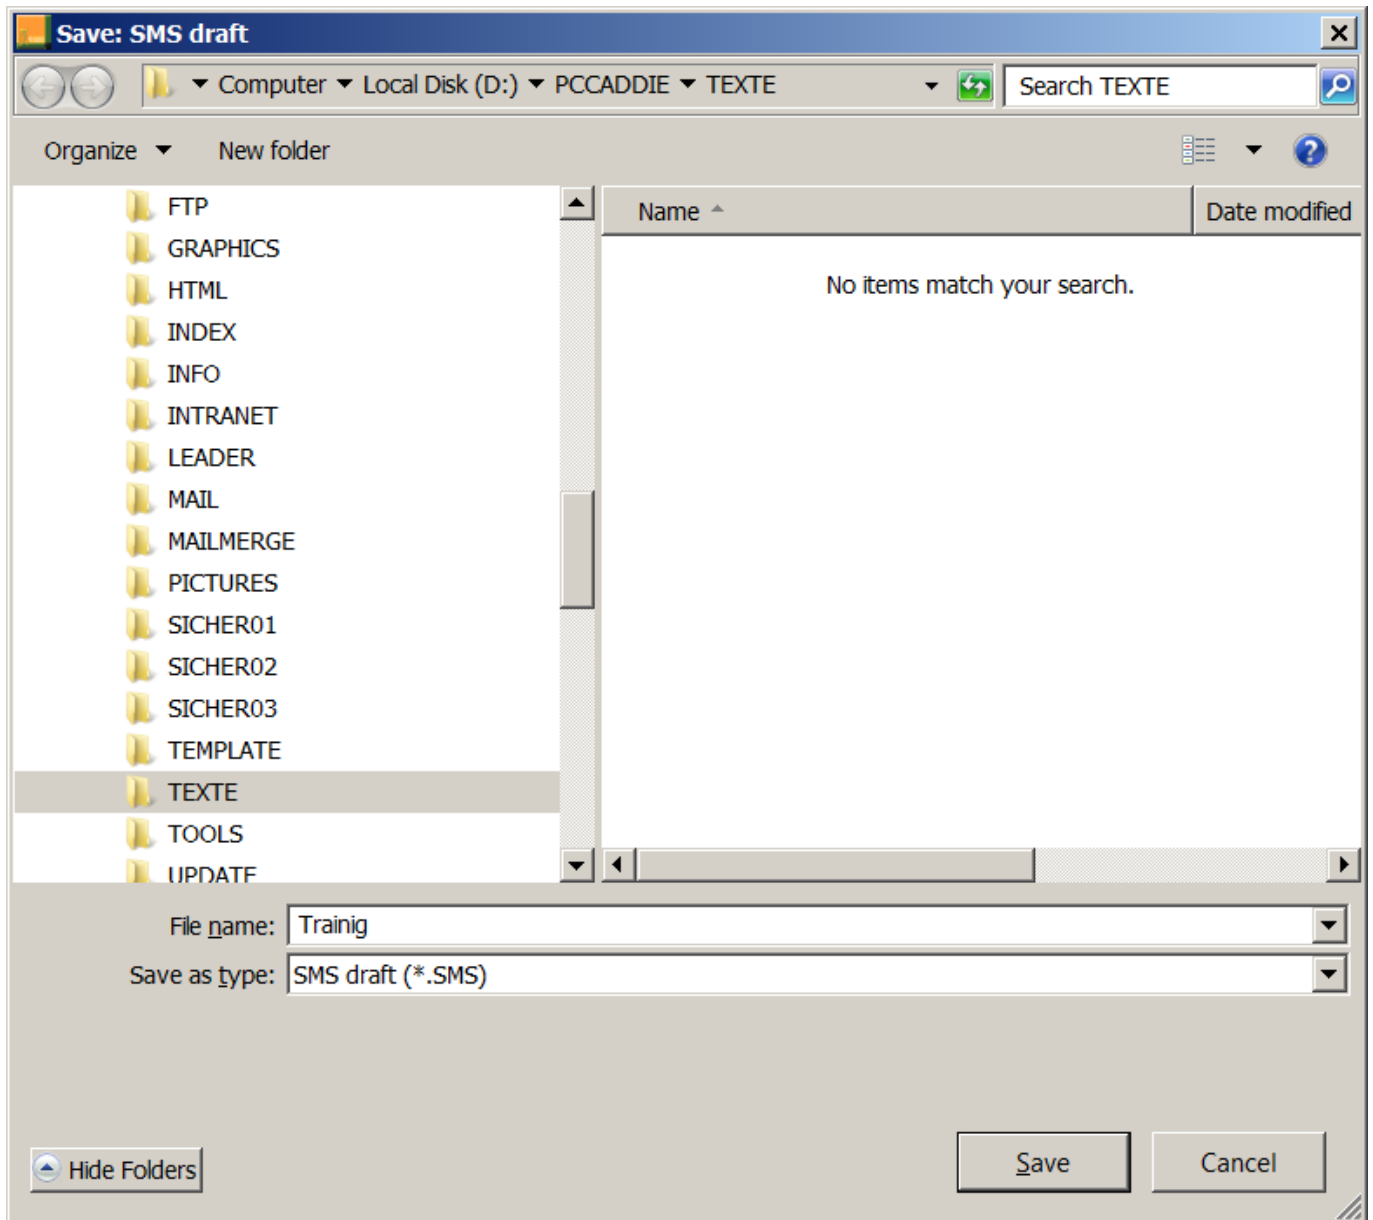 Save: SMS draft
Computer Local Disk (D:) PCCADDIE TEXTE
Search TEXTE
Organize New folder
FTP
GRAPHICS
HTML
INDEX
INFO
INTRANET
LEADER
MAIL
MAILMERGE
PICTURES
SICHER01
SICHER02
SICHER03
TEMPLATE
TEXTE
TOOLS
UPDATE
Name Date modified
No items match your search.
File name: Trainig
Save as type: SMS draft (*.SMS)
Hide Folders
Save
Cancel